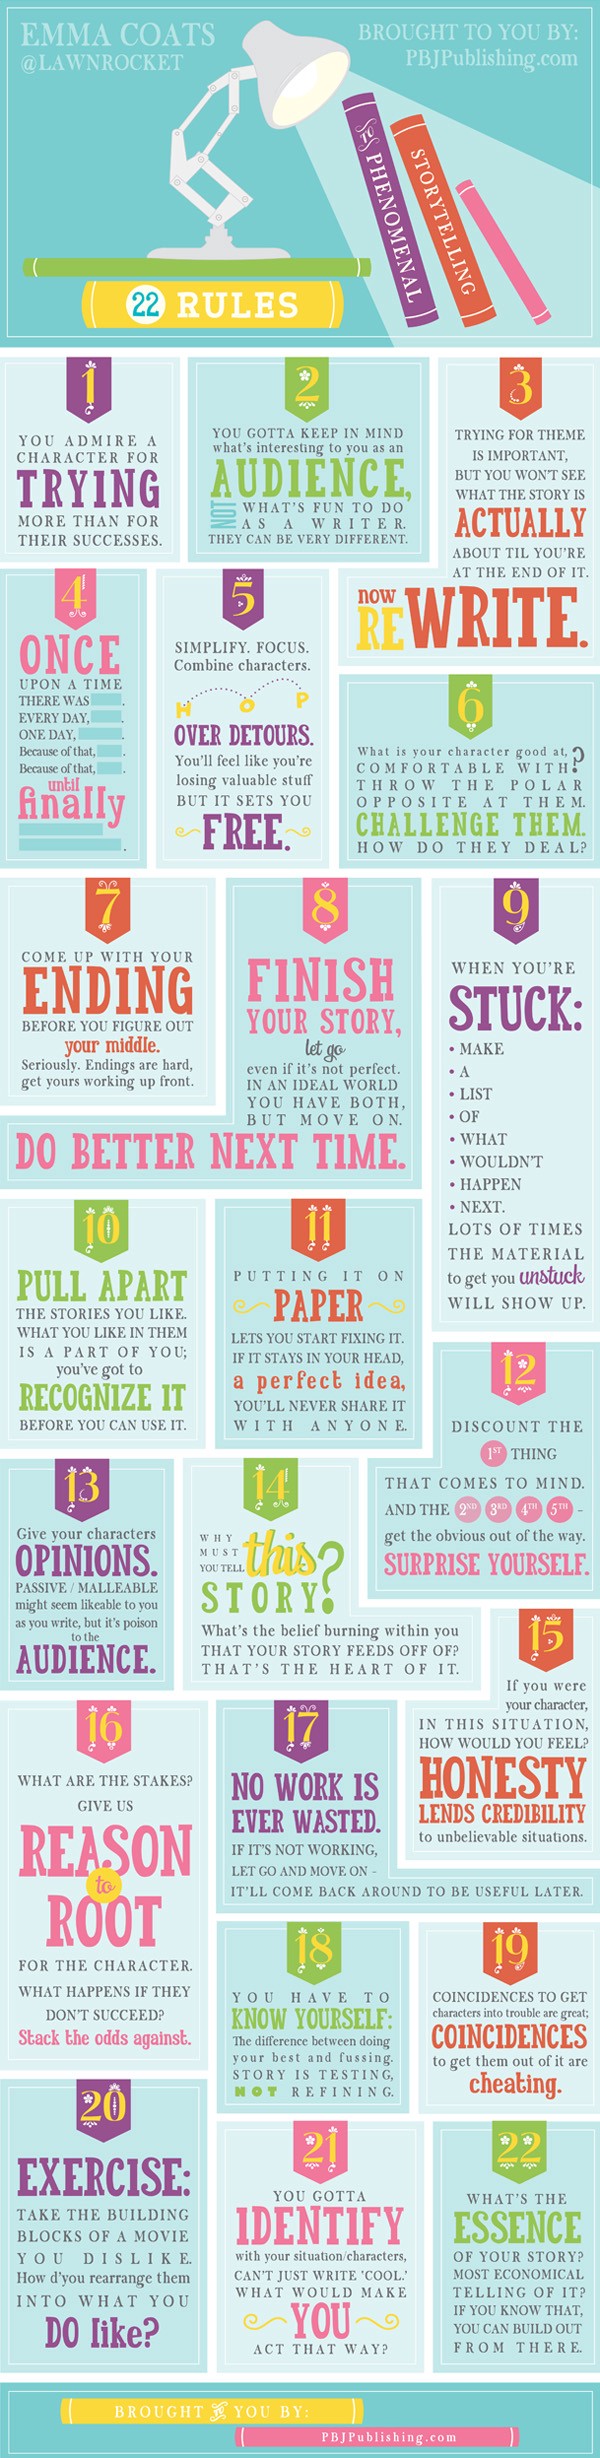 EMMA COATS
@LAWNROCKET
BROUGHT TO YOU BY:
PBJPublishing.com
22 RULES
to PHENOMENAL
STORYTELLING
1
YOU ADMIRE A
CHARACTER FOR
TRYING
MORE THAN FOR
THEIR SUCCESSES.
2
YOU GOTTA KEEP IN MIND
what's interesting to you as an
AUDIENCE,
NOT WHAT'S FUN TO DO
AS A WRITER.
THEY CAN BE VERY DIFFERENT.
3
TRYING FOR THEME
IS IMPORTANT,
BUT YOU WON'T SEE
WHAT THE STORY IS
ACTUALLY
ABOUT TIL YOU'RE
AT THE END OF IT.
NOW
REWRITE.
4
ONCE
UPON A TIME
THERE WAS .
EVERY DAY, .
ONE DAY, .
Because of that, .
Because of that, .
until
finally
.
5
SIMPLIFY. FOCUS.
Combine characters.
HOP
OVER DETOURS.
You'll feel like you're
losing valuable stuff
BUT IT SETS YOU
FREE.
6
What is your character good at,
COMFORTABLE WITH?
THROW THE POLAR
OPPOSITE AT THEM.
CHALLENGE THEM.
HOW DO THEY DEAL?
7
COME UP WITH YOUR
ENDING
BEFORE YOU FIGURE OUT
your middle.
Seriously. Endings are hard,
get yours working up front.
8
FINISH
YOUR STORY,
let go
even if it's not perfect.
IN AN IDEAL WORLD
YOU HAVE BOTH,
BUT MOVE ON.
DO BETTER NEXT TIME.
9
WHEN YOU'RE
STUCK:
• MAKE
• A
• LIST
• OF
• WHAT
• WOULDN'T
• HAPPEN
• NEXT.
LOTS OF TIMES
THE MATERIAL
to get you unstuck
WILL SHOW UP.
10
PULL APART
THE STORIES YOU LIKE.
WHAT YOU LIKE IN THEM
IS A PART OF YOU;
you've got to
RECOGNIZE IT
BEFORE YOU CAN USE IT.
11
PUTTING IT ON
PAPER
LETS YOU START FIXING IT.
IF IT STAYS IN YOUR HEAD,
a perfect idea,
YOU'LL NEVER SHARE IT
WITH ANYONE.
12
DISCOUNT THE
1ST THING
THAT COMES TO MIND.
AND THE 2ND 3RD 4TH 5TH -
get the obvious out of the way.
SURPRISE YOURSELF.
13
Give your characters
OPINIONS.
PASSIVE / MALLEABLE
might seem likeable to you
as you write, but it's poison
to the
AUDIENCE.
14
WHY
MUST
YOU TELL this
STORY?
What's the belief burning within you
THAT YOUR STORY FEEDS OFF OF?
THAT'S THE HEART OF IT.
15
If you were
your character,
IN THIS SITUATION,
HOW WOULD YOU FEEL?
HONESTY
LENDS CREDIBILITY
to unbelievable situations.
16
WHAT ARE THE STAKES?
GIVE US
REASON
to
ROOT
FOR THE CHARACTER.
WHAT HAPPENS IF THEY
DON'T SUCCEED?
Stack the odds against.
17
NO WORK IS
EVER WASTED.
IF IT'S NOT WORKING,
LET GO AND MOVE ON -
IT'LL COME BACK AROUND TO BE USEFUL LATER.
18
YOU HAVE TO
KNOW YOURSELF:
The difference between doing
your best and fussing.
STORY IS TESTING,
NOT REFINING.
19
COINCIDENCES TO GET
characters into trouble are great;
COINCIDENCES
to get them out of it are
cheating.
20
EXERCISE:
TAKE THE BUILDING
BLOCKS OF A MOVIE
YOU DISLIKE.
How d'you rearrange them
INTO WHAT YOU
DO like?
21
YOU GOTTA
IDENTIFY
with your situation/characters,
CAN'T JUST WRITE 'COOL.'
WHAT WOULD MAKE
YOU
ACT THAT WAY?
22
WHAT'S THE
ESSENCE
OF YOUR STORY?
MOST ECONOMICAL
TELLING OF IT?
IF YOU KNOW THAT,
YOU CAN BUILD OUT
FROM THERE.
BROUGHT to YOU BY:
PBJPublishing.com